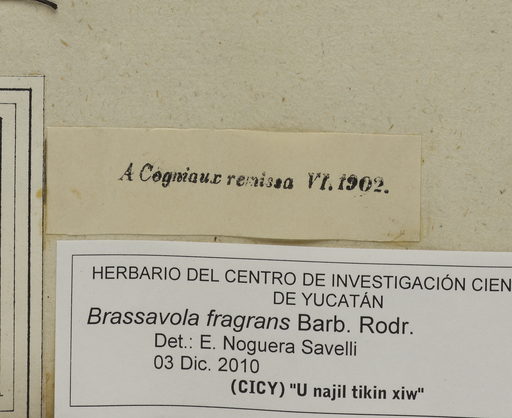 A Cogniaux remissa VI. 1902.
HERBARIO DEL CENTRO DE INVESTIGACIÓN CIEN
DE YUCATÁN
Brassavola fragrans Barb. Rodr.
Det.: E. Noguera Savelli
03 Dic. 2010
(CICY) "U najil tikin xiw"